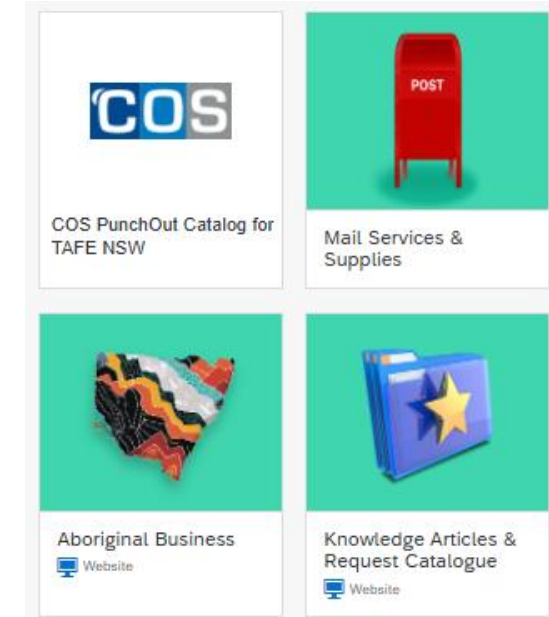 COS
COS PunchOut Catalog for
TAFE NSW
POST
Mail Services &
Supplies
Aboriginal Business
Website
Knowledge Articles &
Request Catalogue
Website